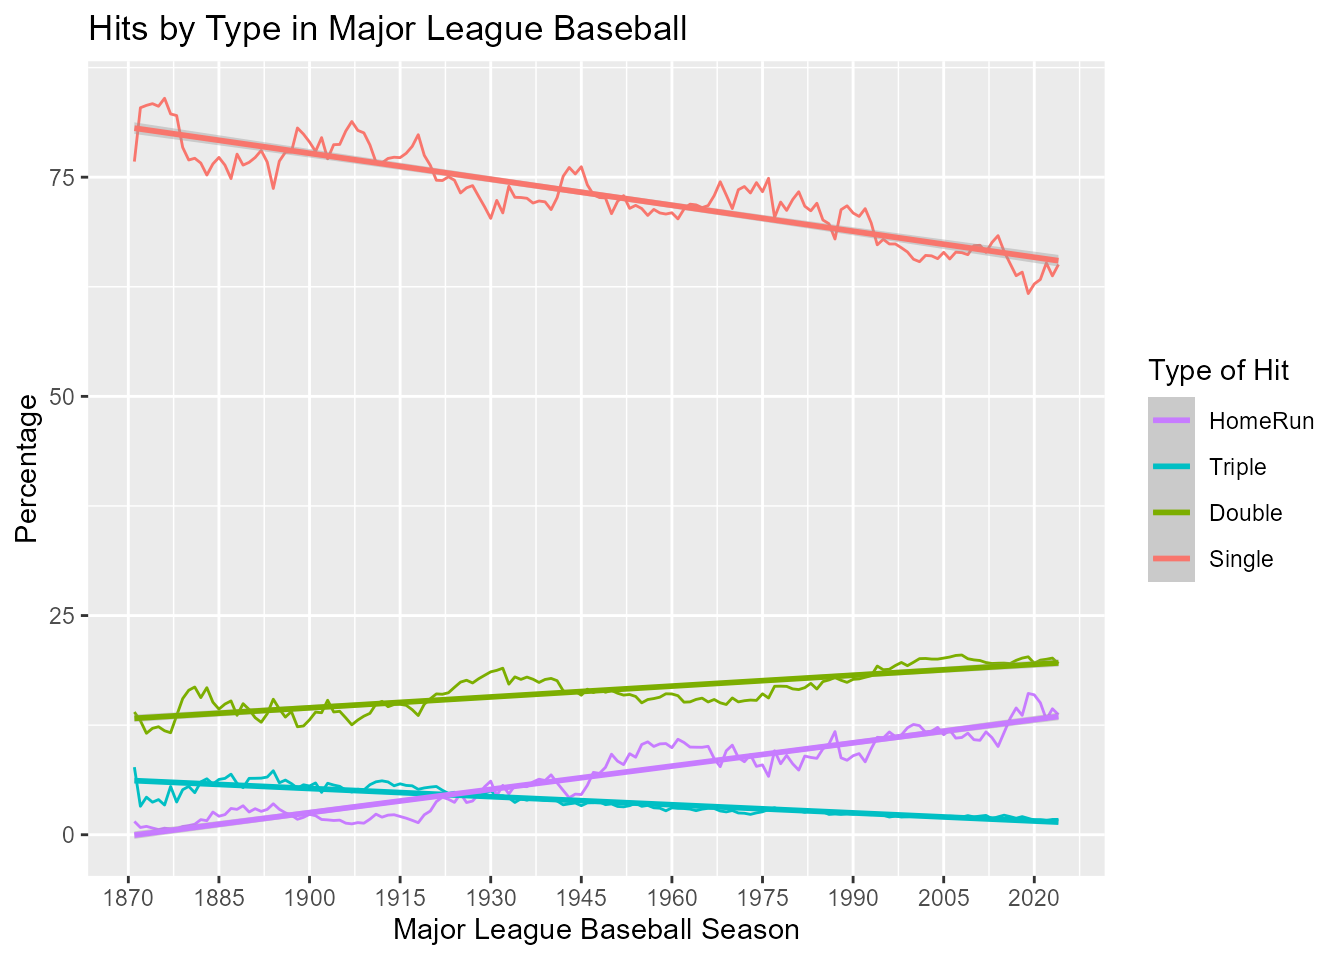 Hits by Type in Major League Baseball
Percentage
75
50
25
0
1870 1885 1900 1915 1930 1945 1960 1975 1990 2005 2020
Major League Baseball Season
Type of Hit
HomeRun
Triple
Double
Single